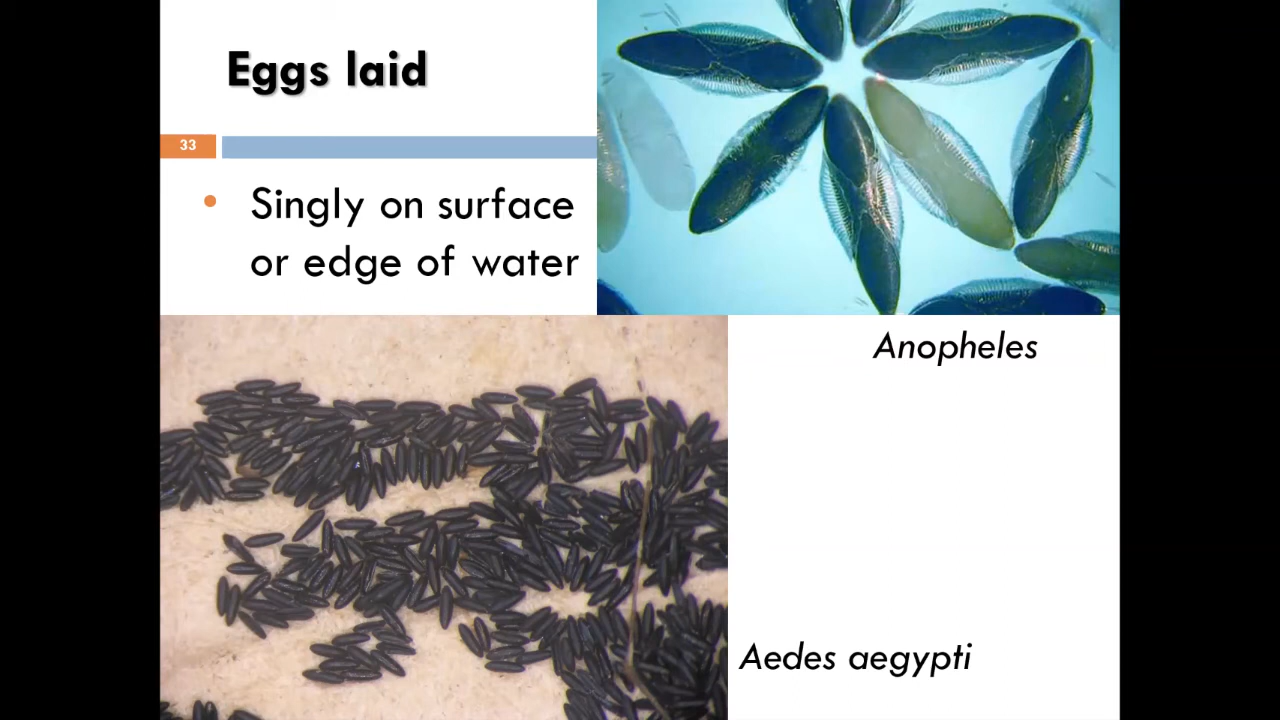 Eggs laid
33
• Singly on surface
or edge of water
Anopheles
Aedes aegypti